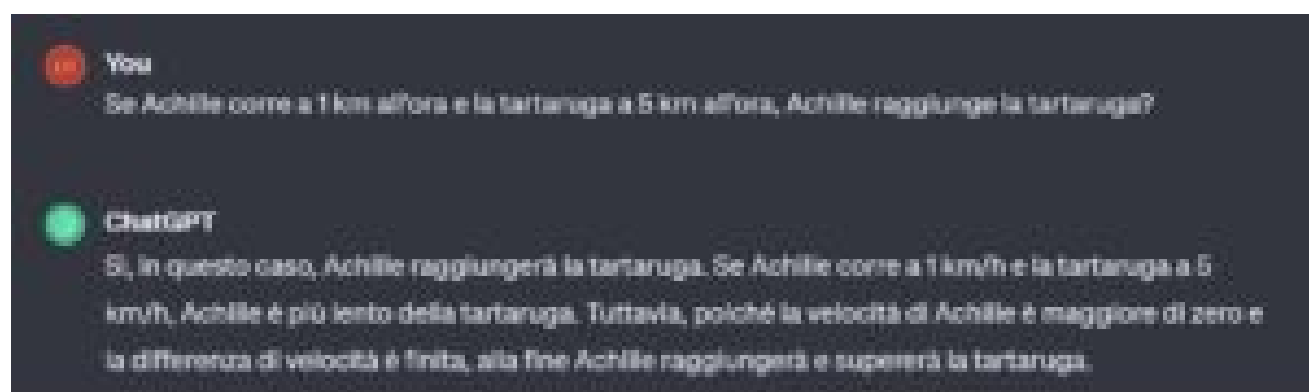 You
Se Achille corre a 1 km all'ora e la tartaruga a 5 km all'ora, Achille raggiunge la tartaruga?
ChatGPT
Sì, in questo caso, Achille raggiungerà la tartaruga. Se Achille corre a 1 km/h e la tartaruga a 5
km/h, Achille è più lento della tartaruga. Tuttavia, poiché la velocità di Achille è maggiore di zero e
la differenza di velocità è finita, alla fine Achille raggiungerà e supererà la tartaruga.